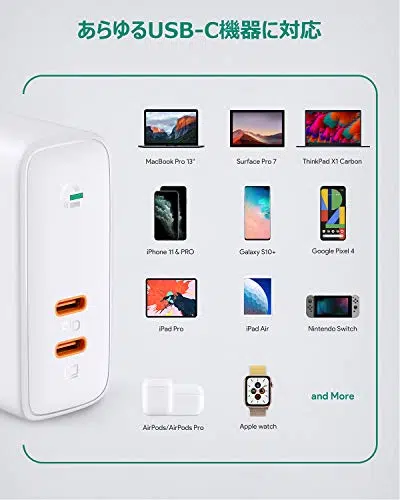 あらゆるUSB-C機器に対応
MacBook Pro 13"
Surface Pro 7
ThinkPad X1 Carbon
iPhone 11 & PRO
Galaxy S10+
Google Pixel 4
iPad Pro
iPad Air
Nintendo Switch
AirPods/AirPods Pro
Apple watch
and More